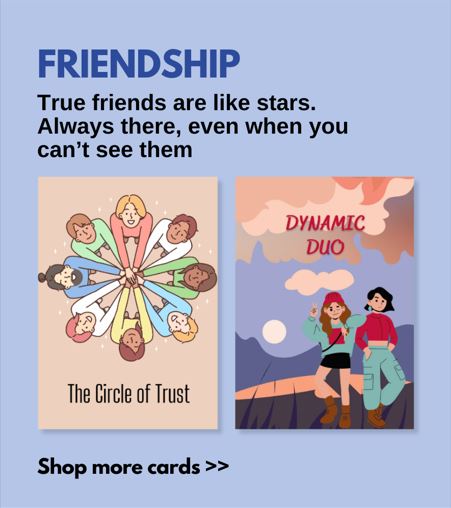 FRIENDSHIP
True friends are like stars.
Always there, even when you
can’t see them
DYNAMIC
DUO
The Circle of Trust
Shop more cards >>